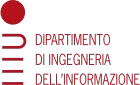 DIPARTIMENTO
DI INGEGNERIA
DELL'INFORMAZIONE